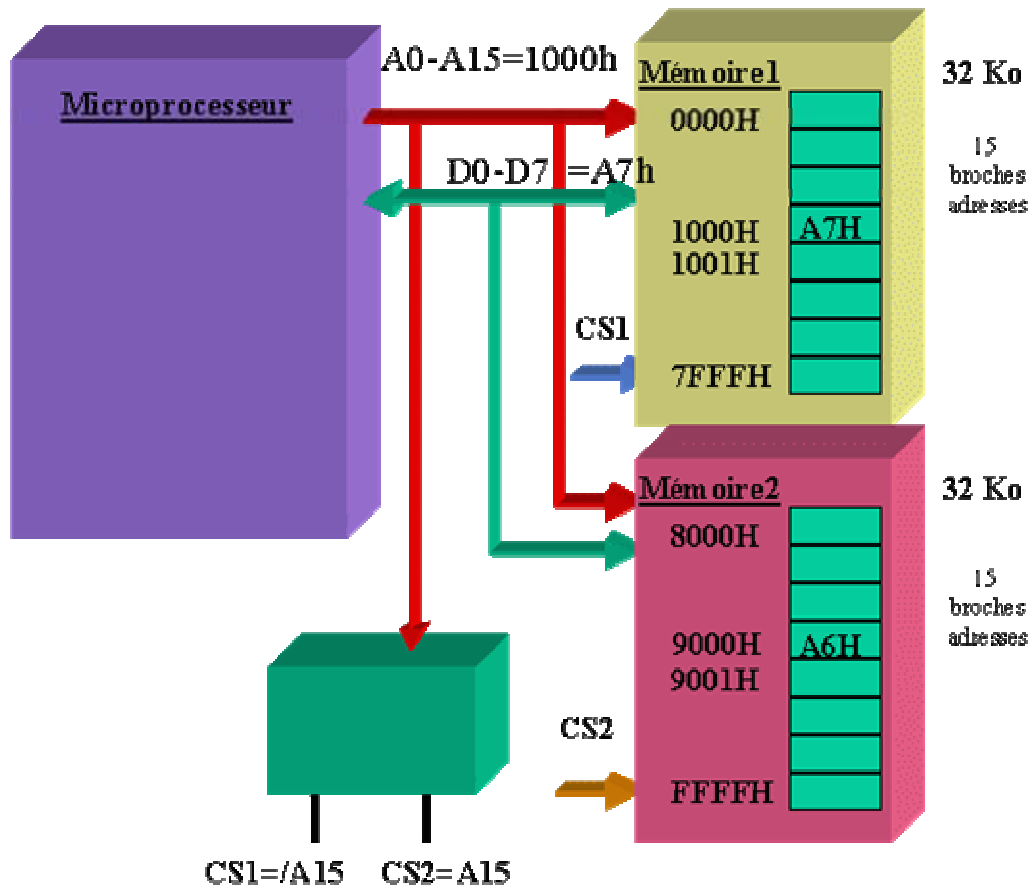 Microprocesseur
A0-A15=1000h
D0-D7 =A7h
Mémoire1
32 Ko
0000H
15
broches
adresses
1000H A7H
1001H
CS1
7FFFH
Mémoire2
32 Ko
8000H
15
broches
adresses
9000H A6H
9001H
CS2
FFFFH
CS1=/A15 CS2=A15